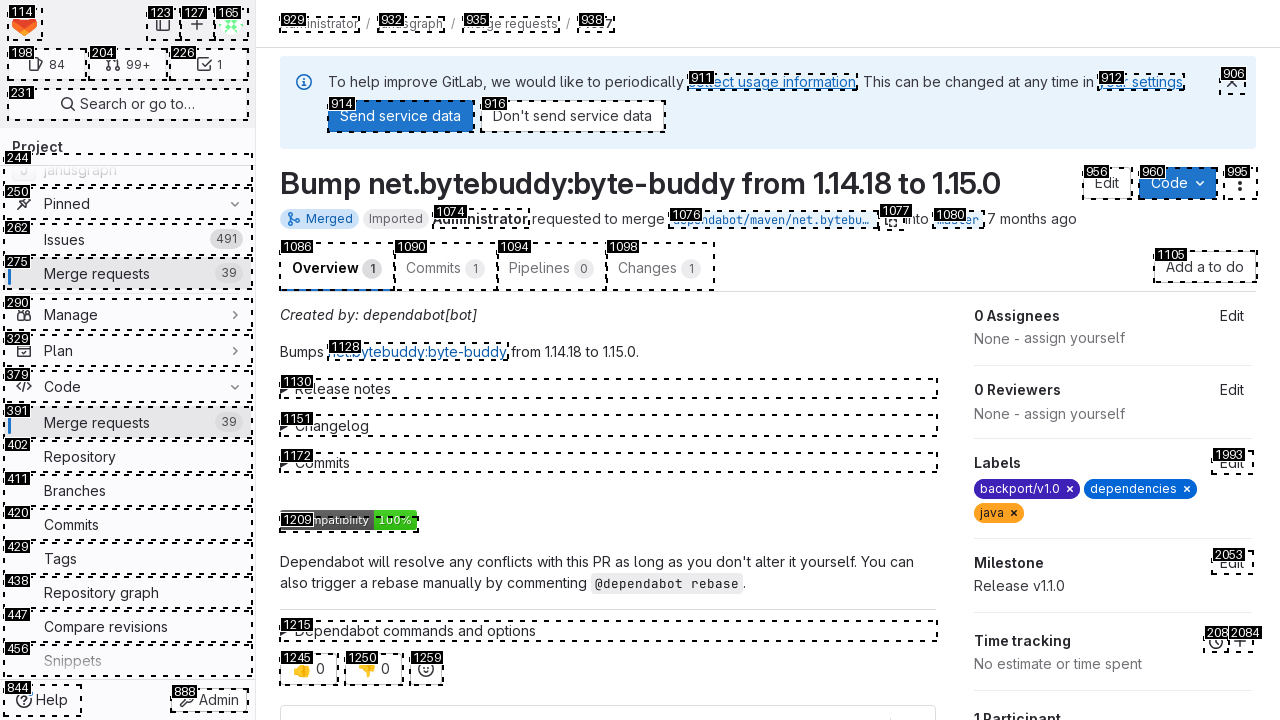 114 123 127 165
198 84 204 99+ 226 1
231 Search or go to…
Project
244 janusgraph
250 Pinned
262 Issues 491
275 Merge requests 39
290 Manage
329 Plan
379 Code
391 Merge requests 39
402 Repository
411 Branches
420 Commits
429 Tags
438 Repository graph
447 Compare revisions
456 Snippets
844 Help 888 Admin
929 / 932 / 935 Merge requests / 938
To help improve GitLab, we would like to periodically 911 collect usage information. This can be changed at any time in 912 your settings. 906
914 Send service data 916 Don't send service data
Bump net.bytebuddy:byte-buddy from 1.14.18 to 1.15.0
956 Edit 960 Code 995
Merged Imported 1074 Administrator requested to merge 1076 dependabot/maven/net.bytebu… 1077 into 1080 master 7 months ago
1086 Overview 1 1090 Commits 1 1094 Pipelines 0 1098 Changes 1
1105 Add a to do
Created by: dependabot[bot]
Bumps 1128 net.bytebuddy:byte-buddy from 1.14.18 to 1.15.0.
1130 Release notes
1151 Changelog
1172 Commits
1209 compatibility 100%
Dependabot will resolve any conflicts with this PR as long as you don't alter it yourself. You can
also trigger a rebase manually by commenting @dependabot rebase.
1215 Dependabot commands and options
1245 👍 0 1250 👎 0 1259
0 Assignees Edit
None - assign yourself
0 Reviewers Edit
None - assign yourself
Labels 1993 Edit
backport/v1.0 × dependencies ×
java ×
Milestone 2053 Edit
Release v1.1.0
Time tracking 208 2084
No estimate or time spent
1 Participant